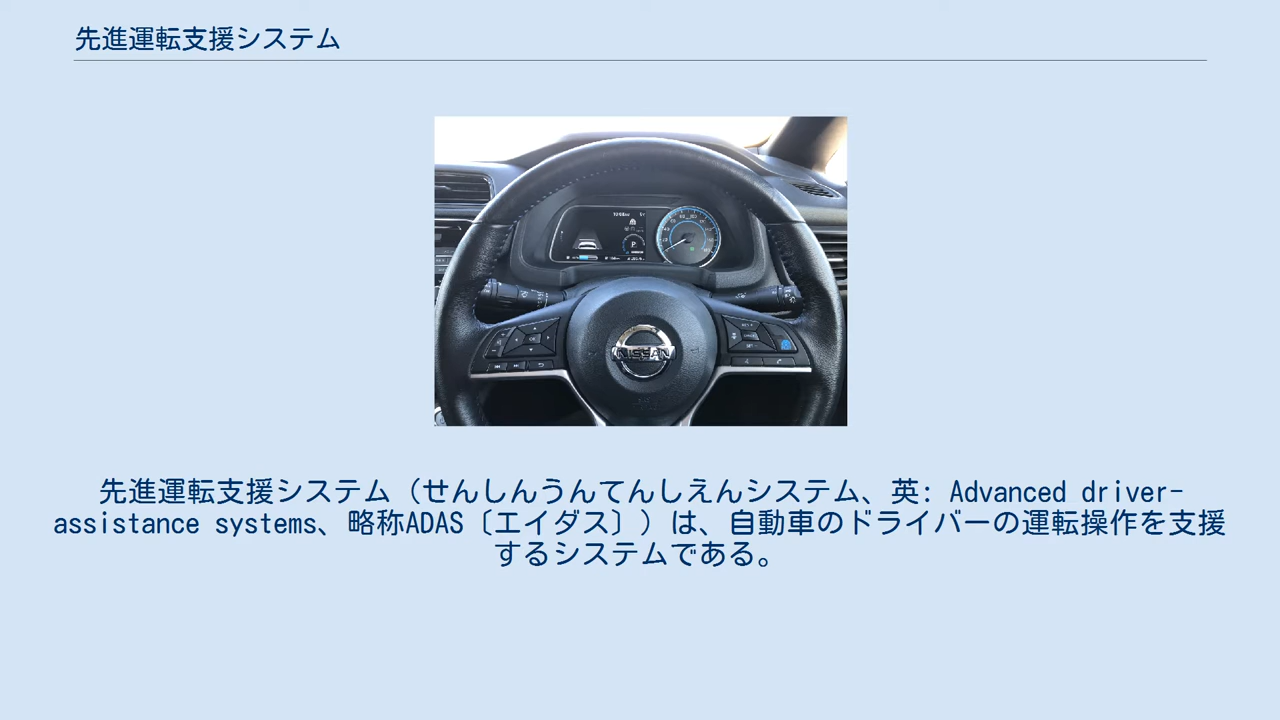 先進運転支援システム
NISSAN
先進運転支援システム（せんしんうんてんしえんシステム、英: Advanced driver-
assistance systems、略称ADAS〔エイダス〕）は、自動車のドライバーの運転操作を支援
するシステムである。